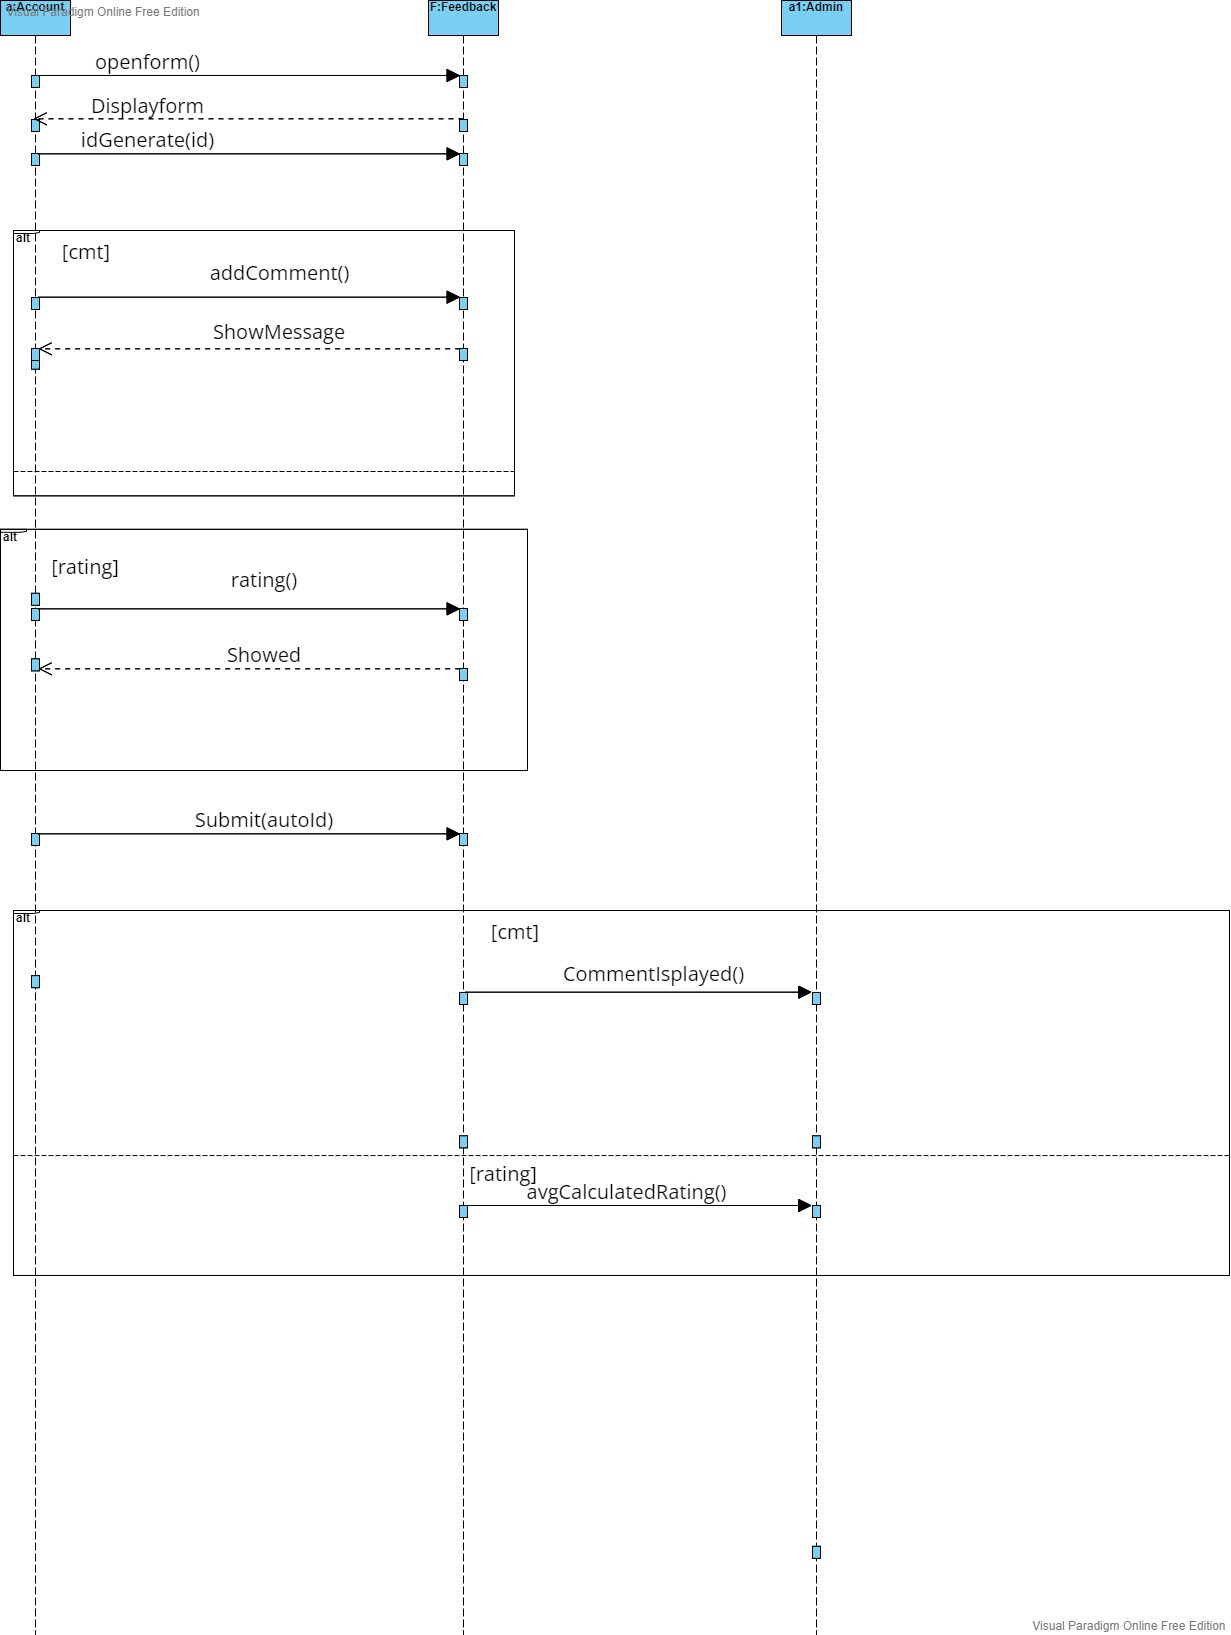 a:Account
Visual Paradigm Online Free Edition
F:Feedback
a1:Admin
openform()
Displayform
idGenerate(id)
alt
[cmt]
addComment()
ShowMessage
alt
[rating]
rating()
Showed
Submit(autoId)
alt
[cmt]
CommentIsplayed()
[rating]
avgCalculatedRating()
Visual Paradigm Online Free Edition